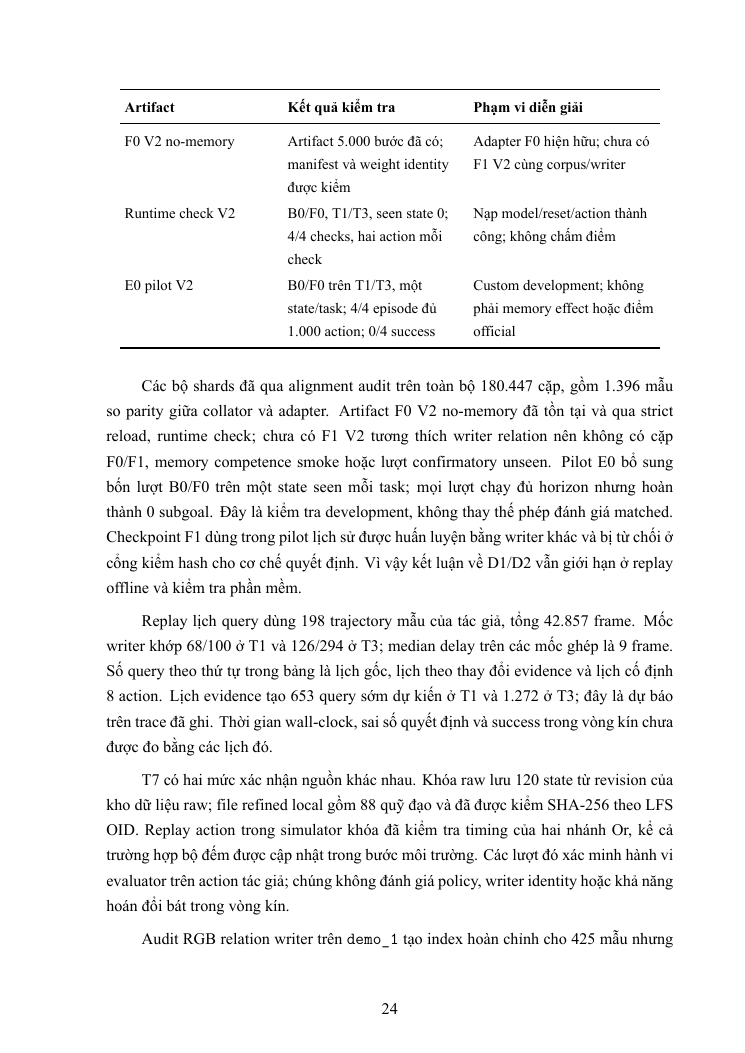 Artifact Kết quả kiểm tra Phạm vi diễn giải
F0 V2 no-memory Artifact 5.000 bước đã có; Adapter F0 hiện hữu; chưa có
manifest và weight identity F1 V2 cùng corpus/writer
được kiểm
Runtime check V2 B0/F0, T1/T3, seen state 0; Nạp model/reset/action thành
4/4 checks, hai action mỗi công; không chấm điểm
check
E0 pilot V2 B0/F0 trên T1/T3, một Custom development; không
state/task; 4/4 episode đủ phải memory effect hoặc điểm
1.000 action; 0/4 success official
Các bộ shards đã qua alignment audit trên toàn bộ 180.447 cặp, gồm 1.396 mẫu
so parity giữa collator và adapter. Artifact F0 V2 no-memory đã tồn tại và qua strict
reload, runtime check; chưa có F1 V2 tương thích writer relation nên không có cặp
F0/F1, memory competence smoke hoặc lượt confirmatory unseen. Pilot E0 bổ sung
bốn lượt B0/F0 trên một state seen mỗi task; mọi lượt chạy đủ horizon nhưng hoàn
thành 0 subgoal. Đây là kiểm tra development, không thay thế phép đánh giá matched.
Checkpoint F1 dùng trong pilot lịch sử được huấn luyện bằng writer khác và bị từ chối ở
cổng kiểm hash cho cơ chế quyết định. Vì vậy kết luận về D1/D2 vẫn giới hạn ở replay
offline và kiểm tra phần mềm.
Replay lịch query dùng 198 trajectory mẫu của tác giả, tổng 42.857 frame. Mốc
writer khớp 68/100 ở T1 và 126/294 ở T3; median delay trên các mốc ghép là 9 frame.
Số query theo thứ tự trong bảng là lịch gốc, lịch theo thay đổi evidence và lịch cố định
8 action. Lịch evidence tạo 653 query sớm dự kiến ở T1 và 1.272 ở T3; đây là dự báo
trên trace đã ghi. Thời gian wall-clock, sai số quyết định và success trong vòng kín chưa
được đo bằng các lịch đó.
T7 có hai mức xác nhận nguồn khác nhau. Khóa raw lưu 120 state từ revision của
kho dữ liệu raw; file refined local gồm 88 quỹ đạo và đã được kiểm SHA-256 theo LFS
OID. Replay action trong simulator khóa đã kiểm tra timing của hai nhánh Or, kể cả
trường hợp bộ đếm được cập nhật trong bước môi trường. Các lượt đó xác minh hành vi
evaluator trên action tác giả; chúng không đánh giá policy, writer identity hoặc khả năng
hoán đổi bát trong vòng kín.
Audit RGB relation writer trên demo_1 tạo index hoàn chỉnh cho 425 mẫu nhưng
24